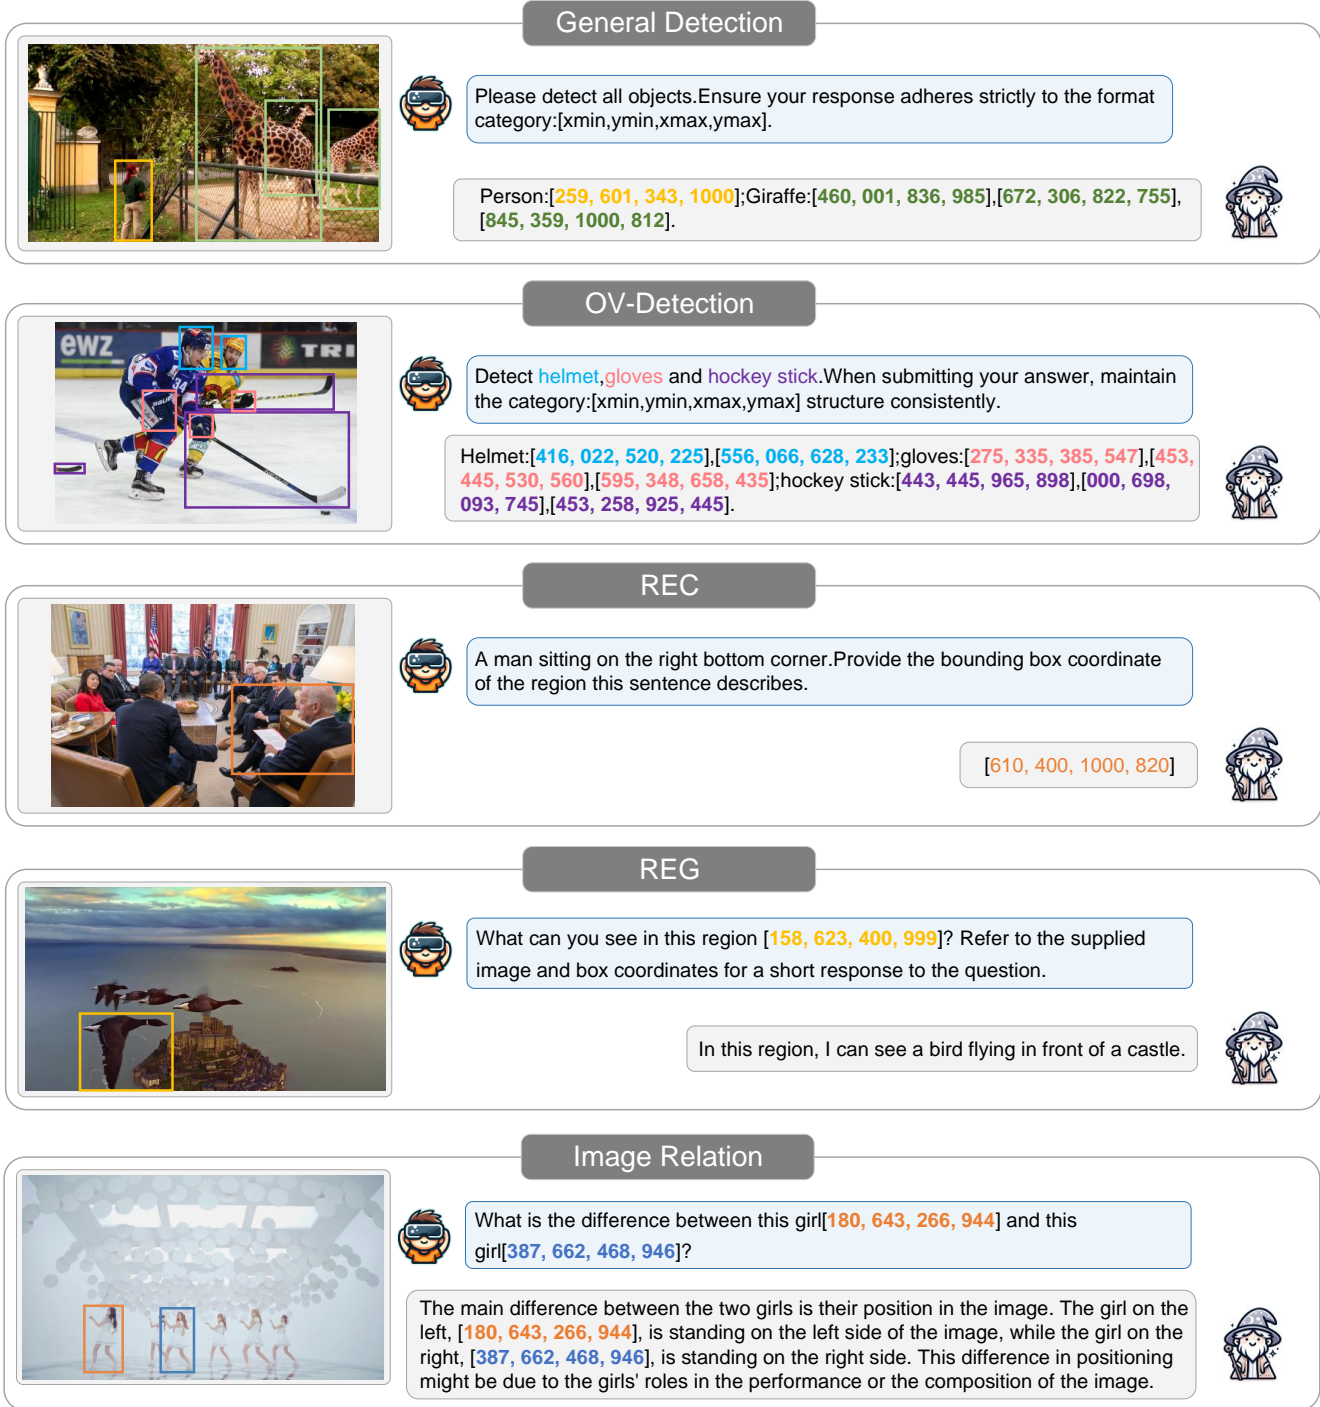 General Detection
Please detect all objects.Ensure your response adheres strictly to the format
category:[xmin,ymin,xmax,ymax].
Person:[259, 601, 343, 1000];Giraffe:[460, 001, 836, 985],[672, 306, 822, 755],
[845, 359, 1000, 812].
OV-Detection
ewz
TRI
34
Detect helmet,gloves and hockey stick.When submitting your answer, maintain
the category:[xmin,ymin,xmax,ymax] structure consistently.
Helmet:[416, 022, 520, 225],[556, 066, 628, 233];gloves:[275, 335, 385, 547],[453,
445, 530, 560],[595, 348, 658, 435];hockey stick:[443, 445, 965, 898],[000, 698,
093, 745],[453, 258, 925, 445].
REC
A man sitting on the right bottom corner.Provide the bounding box coordinate
of the region this sentence describes.
[610, 400, 1000, 820]
REG
What can you see in this region [158, 623, 400, 999]? Refer to the supplied
image and box coordinates for a short response to the question.
In this region, I can see a bird flying in front of a castle.
Image Relation
What is the difference between this girl[180, 643, 266, 944] and this
girl[387, 662, 468, 946]?
The main difference between the two girls is their position in the image. The girl on the
left, [180, 643, 266, 944], is standing on the left side of the image, while the girl on the
right, [387, 662, 468, 946], is standing on the right side. This difference in positioning
might be due to the girls' roles in the performance or the composition of the image.